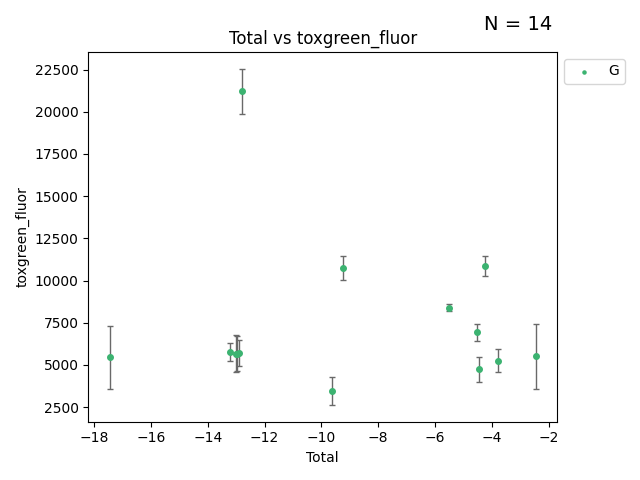 N = 14
Total vs toxgreen_fluor
G
22500
20000
17500
15000
12500
10000
7500
5000
2500
toxgreen_fluor
−18 −16 −14 −12 −10 −8 −6 −4 −2
Total